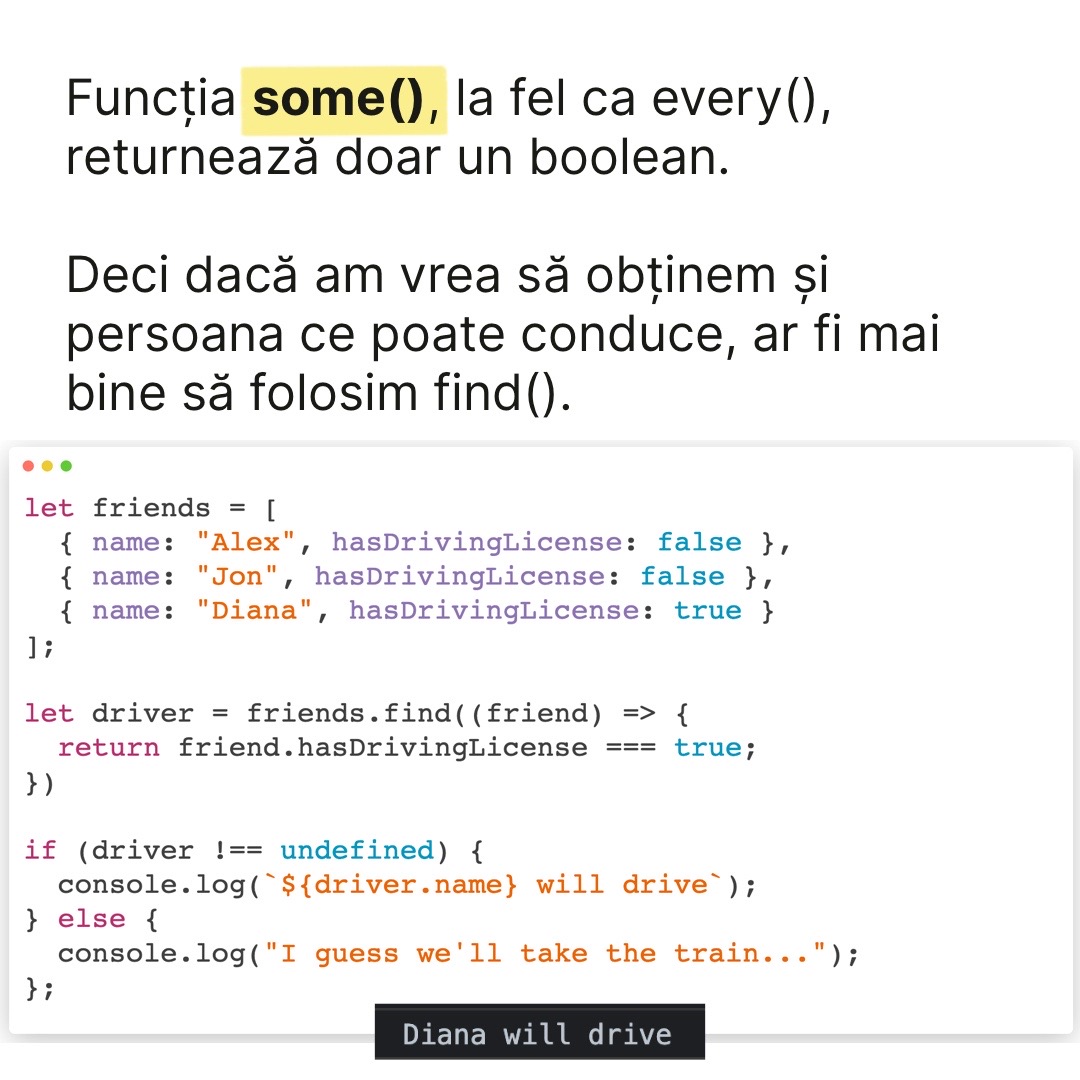 Funcția some(), la fel ca every(),
returnează doar un boolean.
Deci dacă am vrea să obținem și
persoana ce poate conduce, ar fi mai
bine să folosim find().
let friends = [
  { name: "Alex", hasDrivingLicense: false },
  { name: "Jon", hasDrivingLicense: false },
  { name: "Diana", hasDrivingLicense: true }
];
let driver = friends.find((friend) => {
  return friend.hasDrivingLicense === true;
})
if (driver !== undefined) {
  console.log(`${driver.name} will drive`);
} else {
  console.log("I guess we'll take the train...");
};
Diana will drive